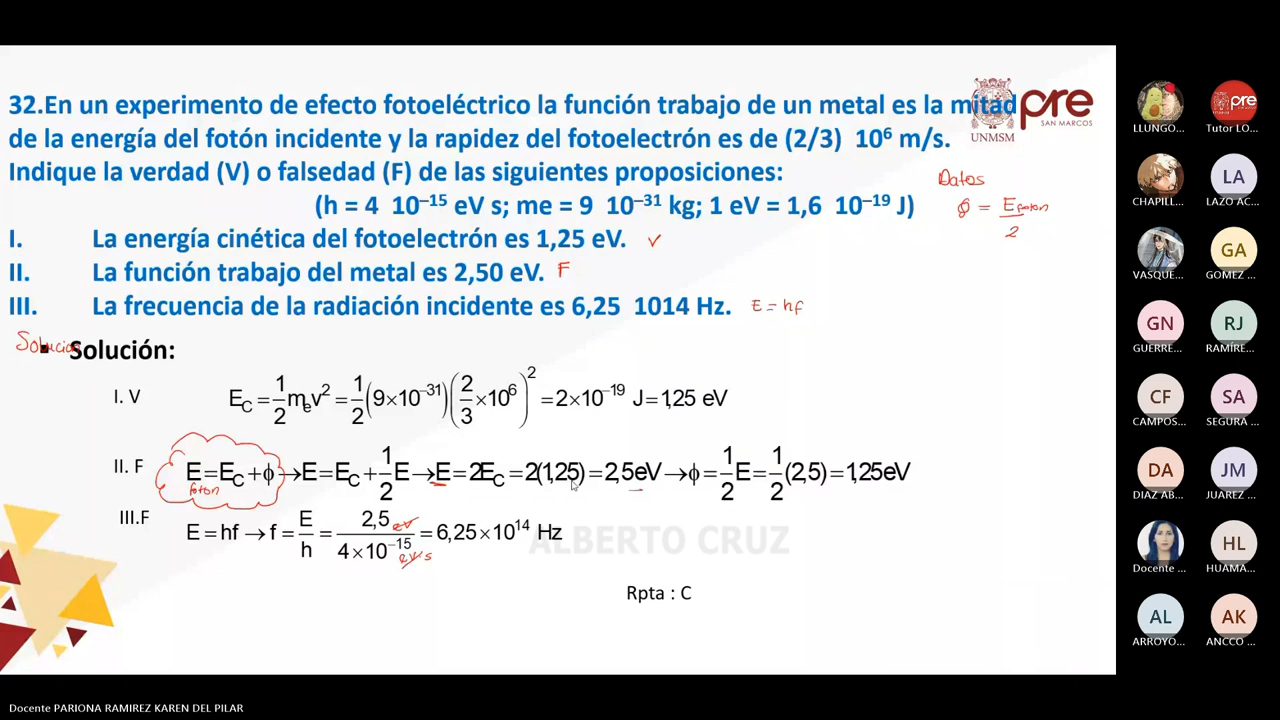 32.En un experimento de efecto fotoeléctrico la función trabajo de un metal es la mitad
de la energía del fotón incidente y la rapidez del fotoelectrón es de (2/3) 10⁶ m/s.
Indique la verdad (V) o falsedad (F) de las siguientes proposiciones:
(h = 4 10⁻¹⁵ eV s; me = 9 10⁻³¹ kg; 1 eV = 1,6 10⁻¹⁹ J)
I. La energía cinética del fotoelectrón es 1,25 eV. V
II. La función trabajo del metal es 2,50 eV. F
III. La frecuencia de la radiación incidente es 6,25 1014 Hz. E = hf
pre
SAN MARCOS
UNMSM
Datos
ϕ = E foton / 2
Solucion
Solución:
I. V E_C = 1/2 m_e v² = 1/2 (9×10⁻³¹) (2/3 ×10⁶)² = 2×10⁻¹⁹ J = 1,25 eV
II. F E = E_C + ϕ → E = E_C + 1/2 E → E = 2E_C = 2(1,25) = 2,5eV → ϕ = 1/2 E = 1/2 (2,5) = 1,25eV
foton
III.F E = hf → f = E/h = 2,5 eV / 4×10⁻¹⁵ eV·s = 6,25×10¹⁴ Hz
ALBERTO CRUZ
Rpta : C
LLUNGO...
pre
Tutor LO...
CHAPILL...
LA
LAZO AC...
VASQUE...
GA
GOMEZ ...
GN
GUERRE...
RJ
RAMÍRE...
CF
CAMPOS...
SA
SEGURA ...
DA
DIAZ AB...
JM
JUAREZ ...
Docente ...
HL
HUAMA...
AL
ARROYO...
AK
ANCCO ...
Docente PARIONA RAMIREZ KAREN DEL PILAR